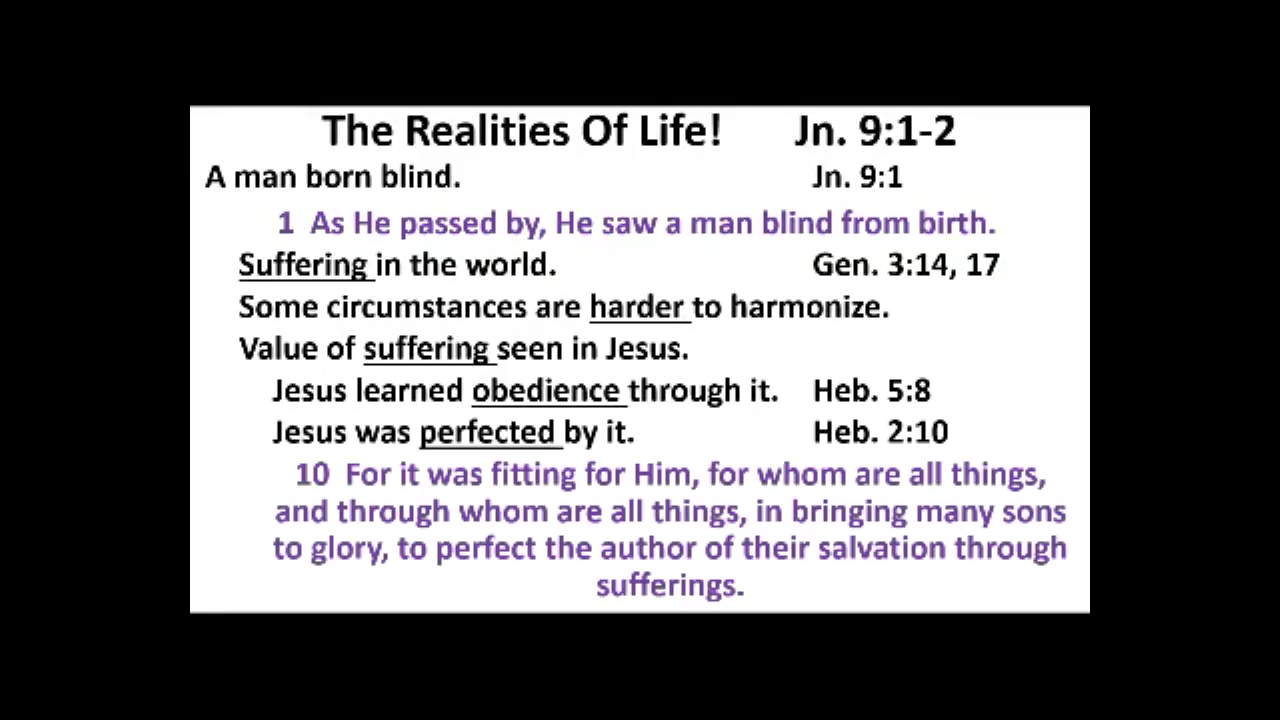 The Realities Of Life! Jn. 9:1-2
A man born blind. Jn. 9:1
1 As He passed by, He saw a man blind from birth.
Suffering in the world. Gen. 3:14, 17
Some circumstances are harder to harmonize.
Value of suffering seen in Jesus.
Jesus learned obedience through it. Heb. 5:8
Jesus was perfected by it. Heb. 2:10
10 For it was fitting for Him, for whom are all things,
and through whom are all things, in bringing many sons
to glory, to perfect the author of their salvation through
sufferings.